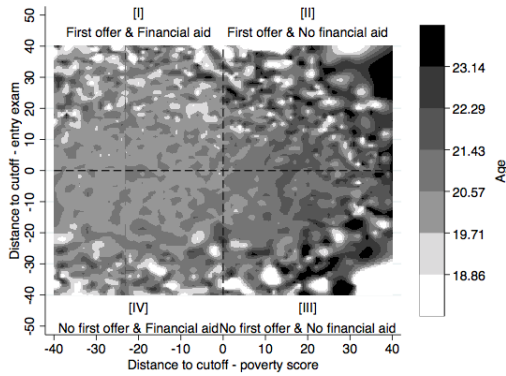 [I]
[II]
First offer & Financial aid
First offer & No financial aid
Distance to cutoff - entry exam
50
40
30
20
10
0
-10
-20
-30
-40
-50
23.14
22.29
21.43
20.57
19.71
18.86
Age
[IV]
[III]
No first offer & Financial aid
No first offer & No financial aid
-40
-30
-20
-10
0
10
20
30
40
Distance to cutoff - poverty score